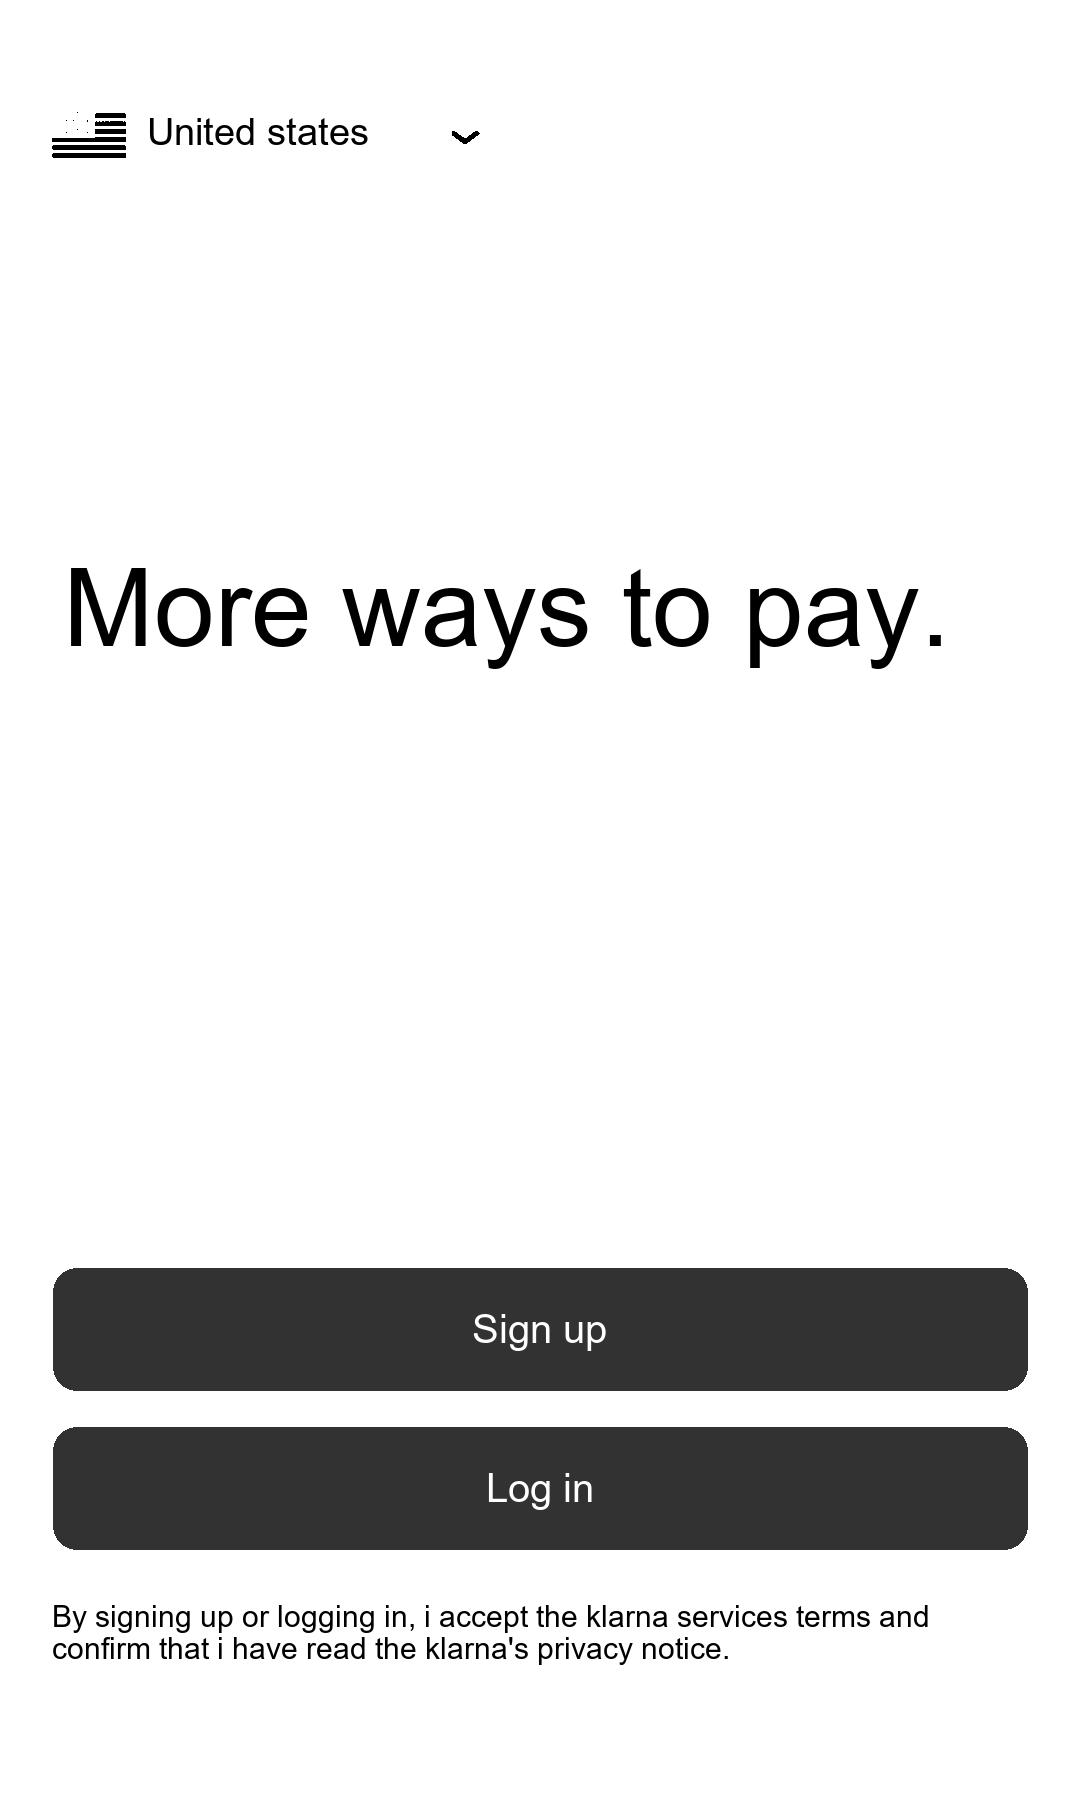 United states
More ways to pay.
Sign up
Log in
By signing up or logging in, i accept the klarna services terms and
confirm that i have read the klarna's privacy notice.